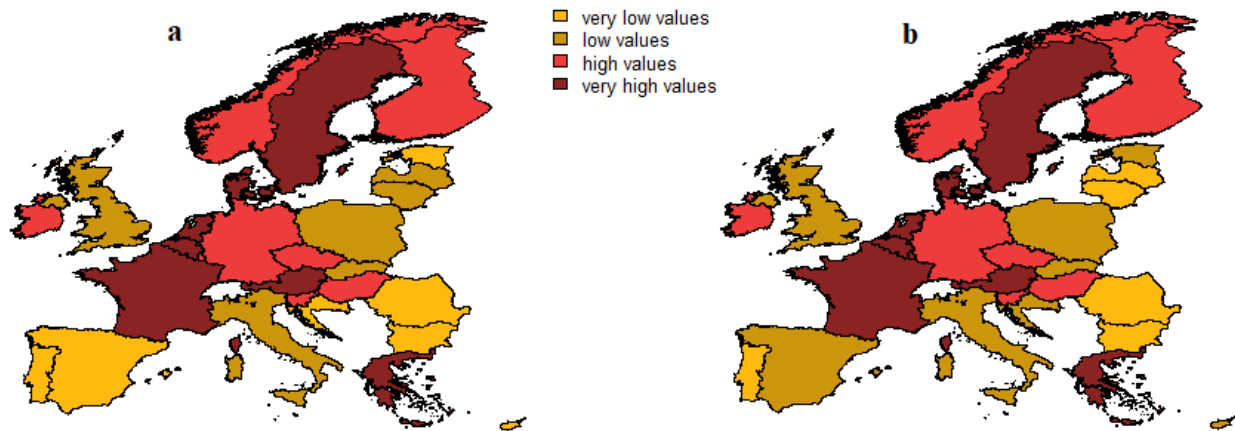 a
very low values
low values
high values
very high values
b